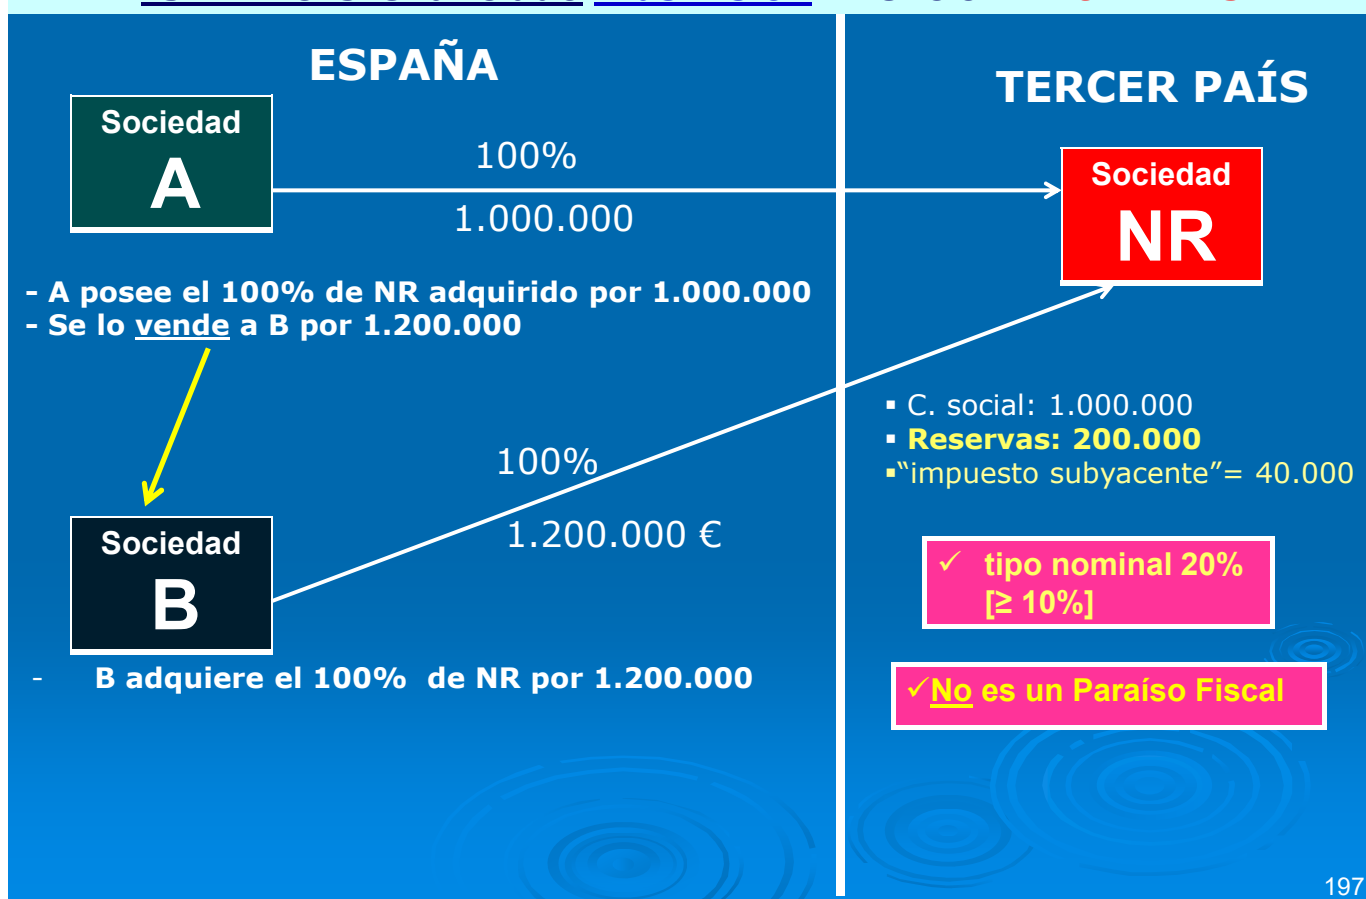 ESPAÑA
TERCER PAÍS
Sociedad
A
100%
1.000.000
Sociedad
NR
- A posee el 100% de NR adquirido por 1.000.000
- Se lo vende a B por 1.200.000
▪ C. social: 1.000.000
▪ Reservas: 200.000
▪“impuesto subyacente”= 40.000
100%
1.200.000 €
Sociedad
B
✓ tipo nominal 20%
[≥ 10%]
- B adquiere el 100% de NR por 1.200.000
✓No es un Paraíso Fiscal
197